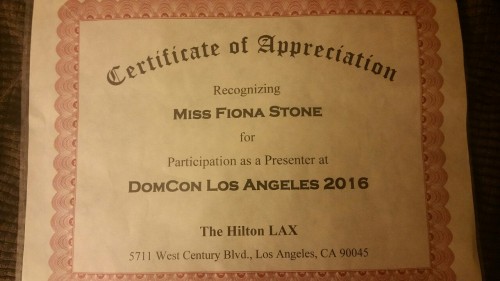 Certificate of Appreciation
Recognizing
Miss Fiona Stone
for
Participation as a Presenter at
DomCon Los Angeles 2016
The Hilton LAX
5711 West Century Blvd., Los Angeles, CA 90045